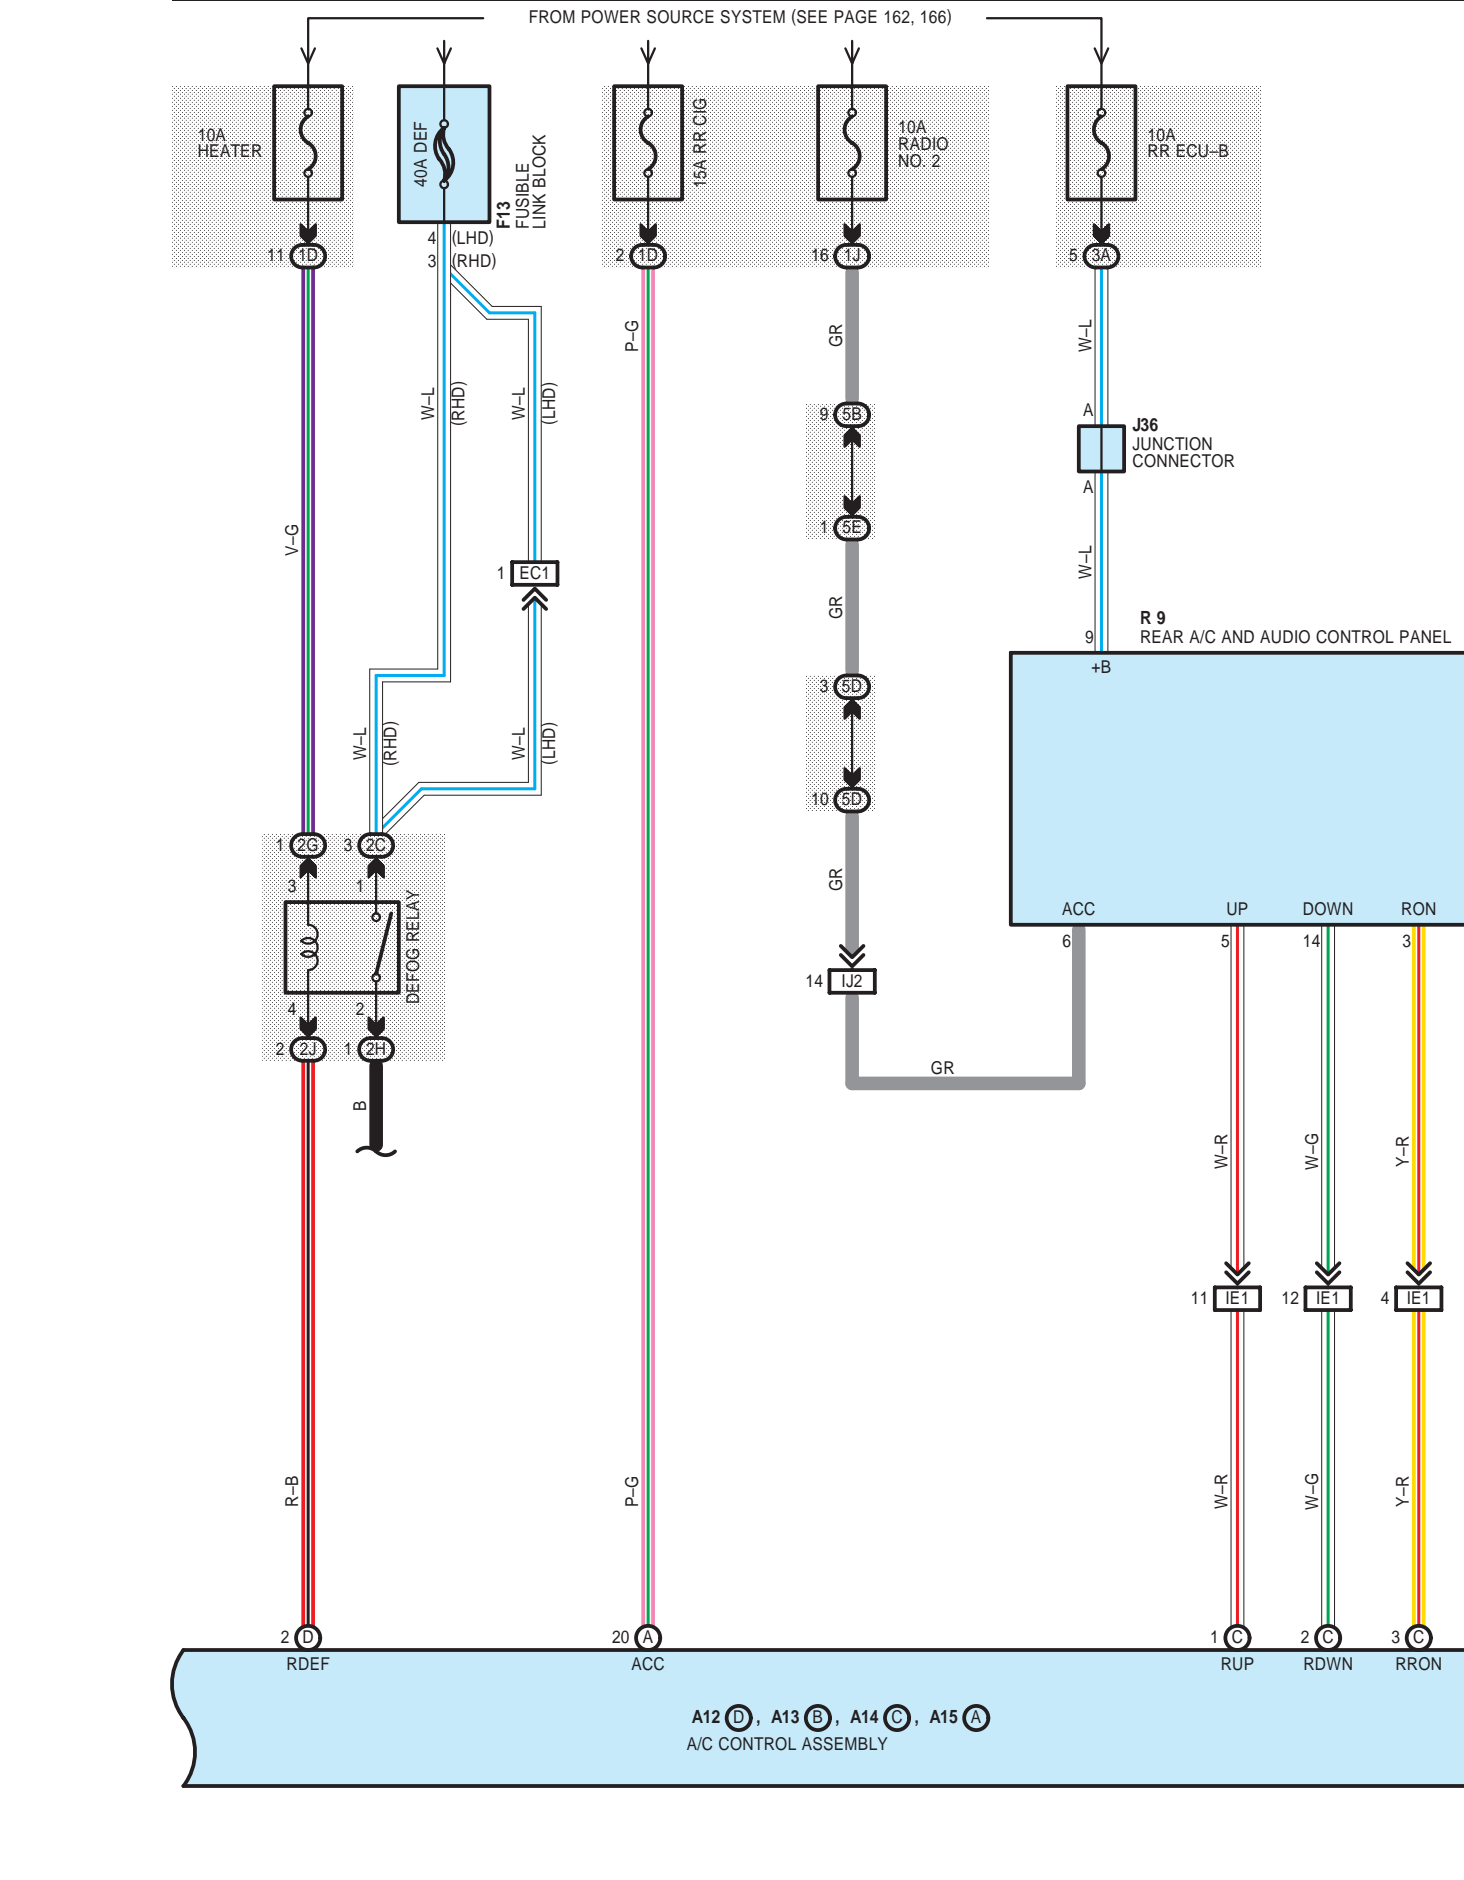 FROM POWER SOURCE SYSTEM (SEE PAGE 162, 166)
10A
HEATER
40A DEF
F13
FUSIBLE
LINK BLOCK
15A RR CIG
10A
RADIO
NO. 2
10A
RR ECU–B
4 (LHD)
3 (RHD)
11 1D
2 1D
16 1J
5 3A
P–G
GR
W–L
W–L
(RHD)
W–L
(LHD)
9 5B
A
J36
JUNCTION
CONNECTOR
A
V–G
1 5E
W–L
1 EC1
GR
R 9
REAR A/C AND AUDIO CONTROL PANEL
9
+B
3 5D
W–L
(RHD)
W–L
(LHD)
10 5D
1 2G
3 2C
3
1
DEFOG RELAY
GR
ACC
UP
DOWN
RON
6
5
14
3
14 IJ2
4
2
2 2J
1 2H
GR
B
W–R
W–G
Y–R
11 IE1
12 IE1
4 IE1
R–B
P–G
W–R
W–G
Y–R
2 D
20 A
1 C
2 C
3 C
RDEF
ACC
RUP
RDWN
RRON
A12 D , A13 B , A14 C , A15 A
A/C CONTROL ASSEMBLY